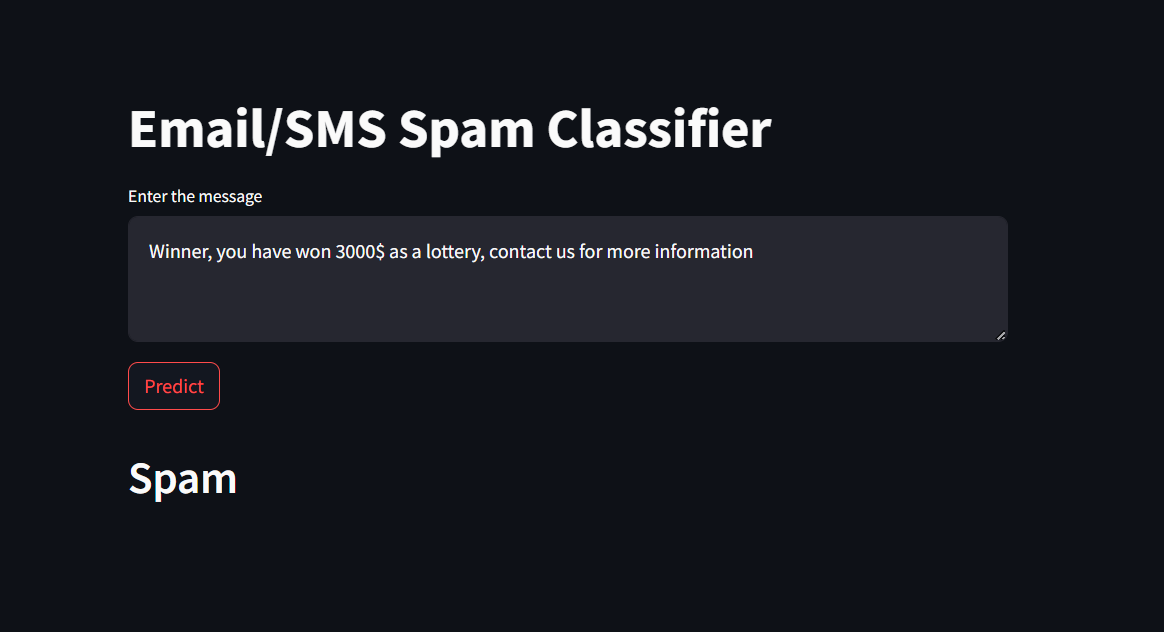 Email/SMS Spam Classifier
Enter the message
Winner, you have won 3000$ as a lottery, contact us for more information
Predict
Spam